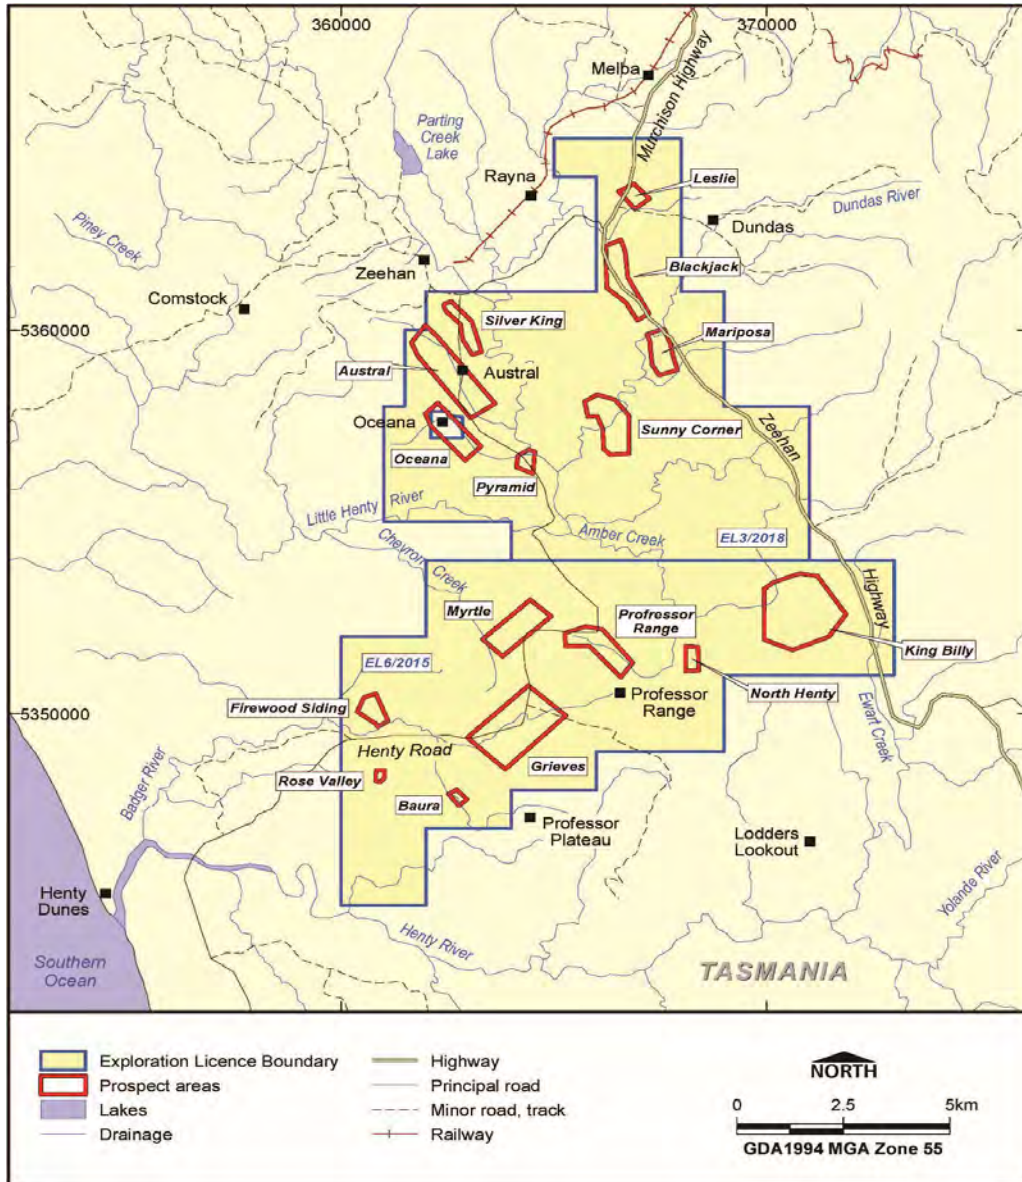 360000
370000
Melba
Murchison Highway
Parting
Creek
Lake
Rayna
Leslie
Dundas River
Dundas
Piney Creek
Zeehan
Blackjack
Comstock
Silver King
5360000
Mariposa
Austral
Austral
Oceana
Zeehan
Sunny Corner
Oceana
Pyramid
Little Henty River
Amber Creek
EL3/2018
Chevron Creek
Highway
Myrtle
Profressor
Range
King Billy
EL6/2015
North Henty
Firewood Siding
Professor
Range
5350000
Ewart Creek
Henty Road
Grieves
Rose Valley
Badger River
Baura
Professor
Plateau
Lodders
Lookout
Henty
Dunes
Yolande River
Henty River
Southern
Ocean
TASMANIA
Exploration Licence Boundary
Prospect areas
Lakes
Drainage
Highway
Principal road
Minor road, track
Railway
NORTH
0 2.5 5km
GDA1994 MGA Zone 55